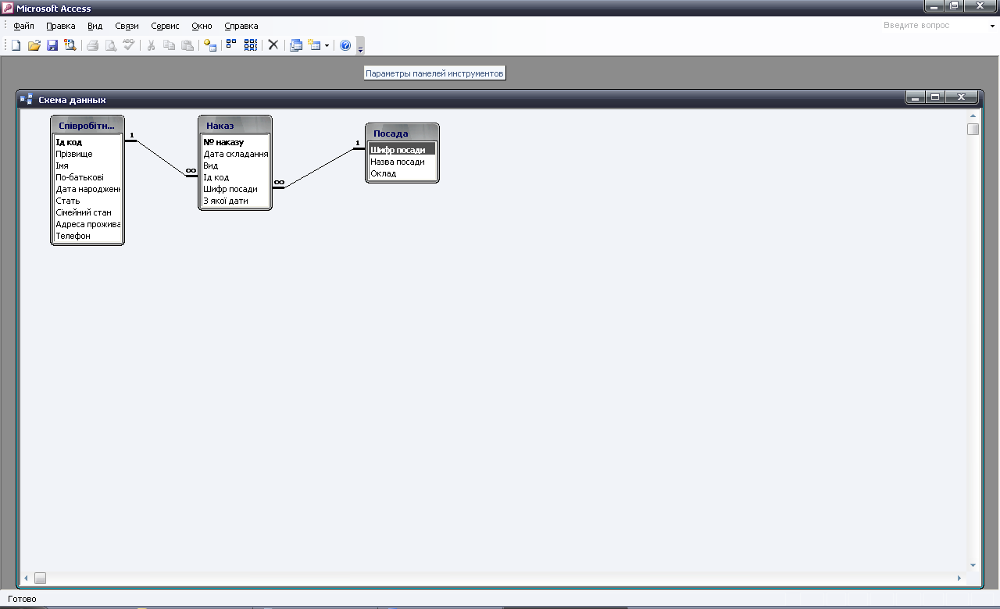 Microsoft Access
Файл Правка Вид Связи Сервис Окно Справка
Введите вопрос
Параметры панелей инструментов
Схема данных
Співробітн...
Ід код
Прізвище
Імя
По-батькові
Дата народженн
Стать
Сімейний стан
Адреса прожива
Телефон
1
∞
Наказ
№ наказу
Дата складання
Вид
Ід код
Шифр посади
З якої дати
∞
1
Посада
Шифр посади
Назва посади
Оклад
Готово